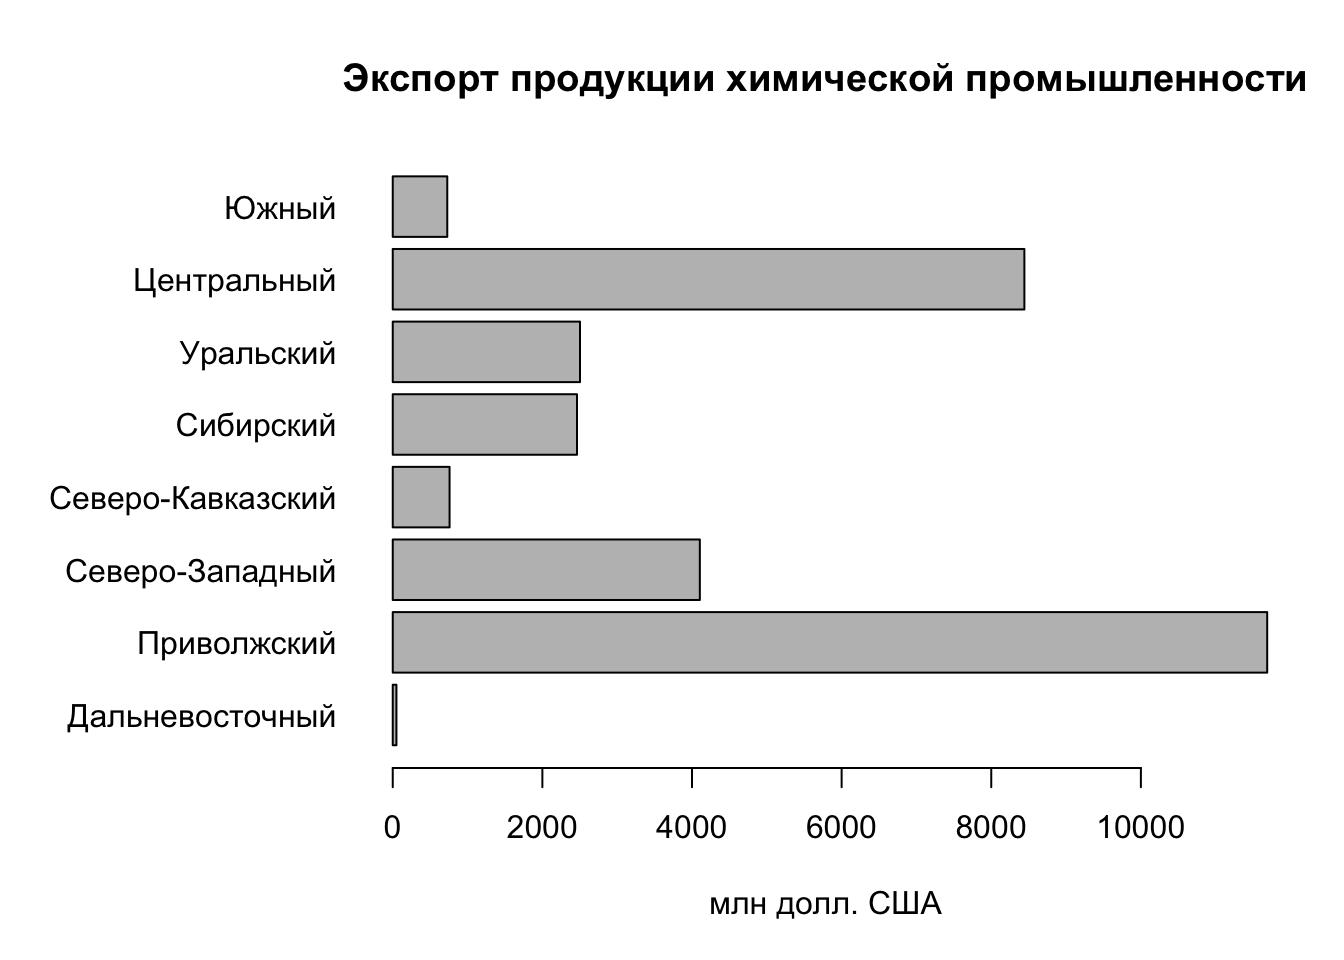 Экспорт продукции химической промышленности
Южный
Центральный
Уральский
Сибирский
Северо-Кавказский
Северо-Западный
Приволжский
Дальневосточный
0 2000 4000 6000 8000 10000
млн долл. США